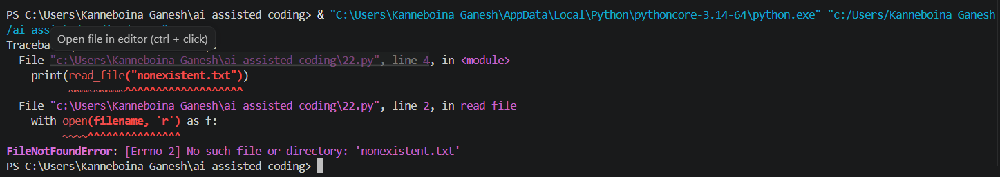 PS C:\Users\Kanneboina Ganesh\ai assisted coding> & "C:\Users\Kanneboina Ganesh\AppData\Local\Python\pythoncore-3.14-64\python.exe" "c:/Users/Kanneboina Ganesh
/ai
Open file in editor (ctrl + click)
File "c:\Users\Kanneboina Ganesh\ai assisted coding\22.py", line 4, in <module>
print(read_file("nonexistent.txt"))
~~~~~~~~~^^^^^^^^^^^^^^^^^^^
File "c:\Users\Kanneboina Ganesh\ai assisted coding\22.py", line 2, in read_file
with open(filename, 'r') as f:
~~~~^^^^^^^^^^^^^^^
FileNotFoundError: [Errno 2] No such file or directory: 'nonexistent.txt'
PS C:\Users\Kanneboina Ganesh\ai assisted coding>